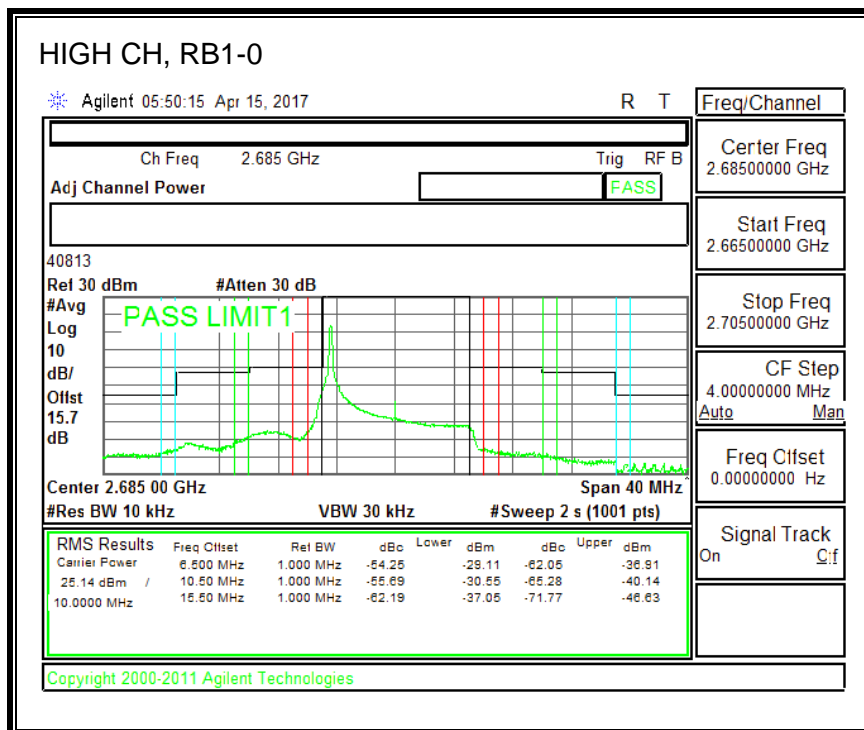 HIGH CH, RB1-0
Agilent 05:50:15 Apr 15, 2017 R T
Freq/Channel
Ch Freq 2.685 GHz Trig RF B
Adj Channel Power PASS
Center Freq
2.68500000 GHz
Start Freq
2.66500000 GHz
Stop Freq
2.70500000 GHz
CF Step
4.00000000 MHz
Auto Man
Freq Offset
0.00000000 Hz
Signal Track
On Off
40813
Ref 30 dBm #Atten 30 dB
#Avg
Log
10
dB/
Offst
15.7
dB
PASS LIMIT1
Center 2.685 00 GHz Span 40 MHz
#Res BW 10 kHz VBW 30 kHz #Sweep 2 s (1001 pts)
RMS Results Freq Offset Ref BW dBc Lower dBm dBc Upper dBm
Carrier Power 6.500 MHz 1.000 MHz -54.25 -29.11 -62.05 -36.91
25.14 dBm / 10.50 MHz 1.000 MHz -55.69 -30.55 -65.28 -40.14
10.0000 MHz 15.50 MHz 1.000 MHz -62.19 -37.05 -71.77 -46.63
Copyright 2000-2011 Agilent Technologies